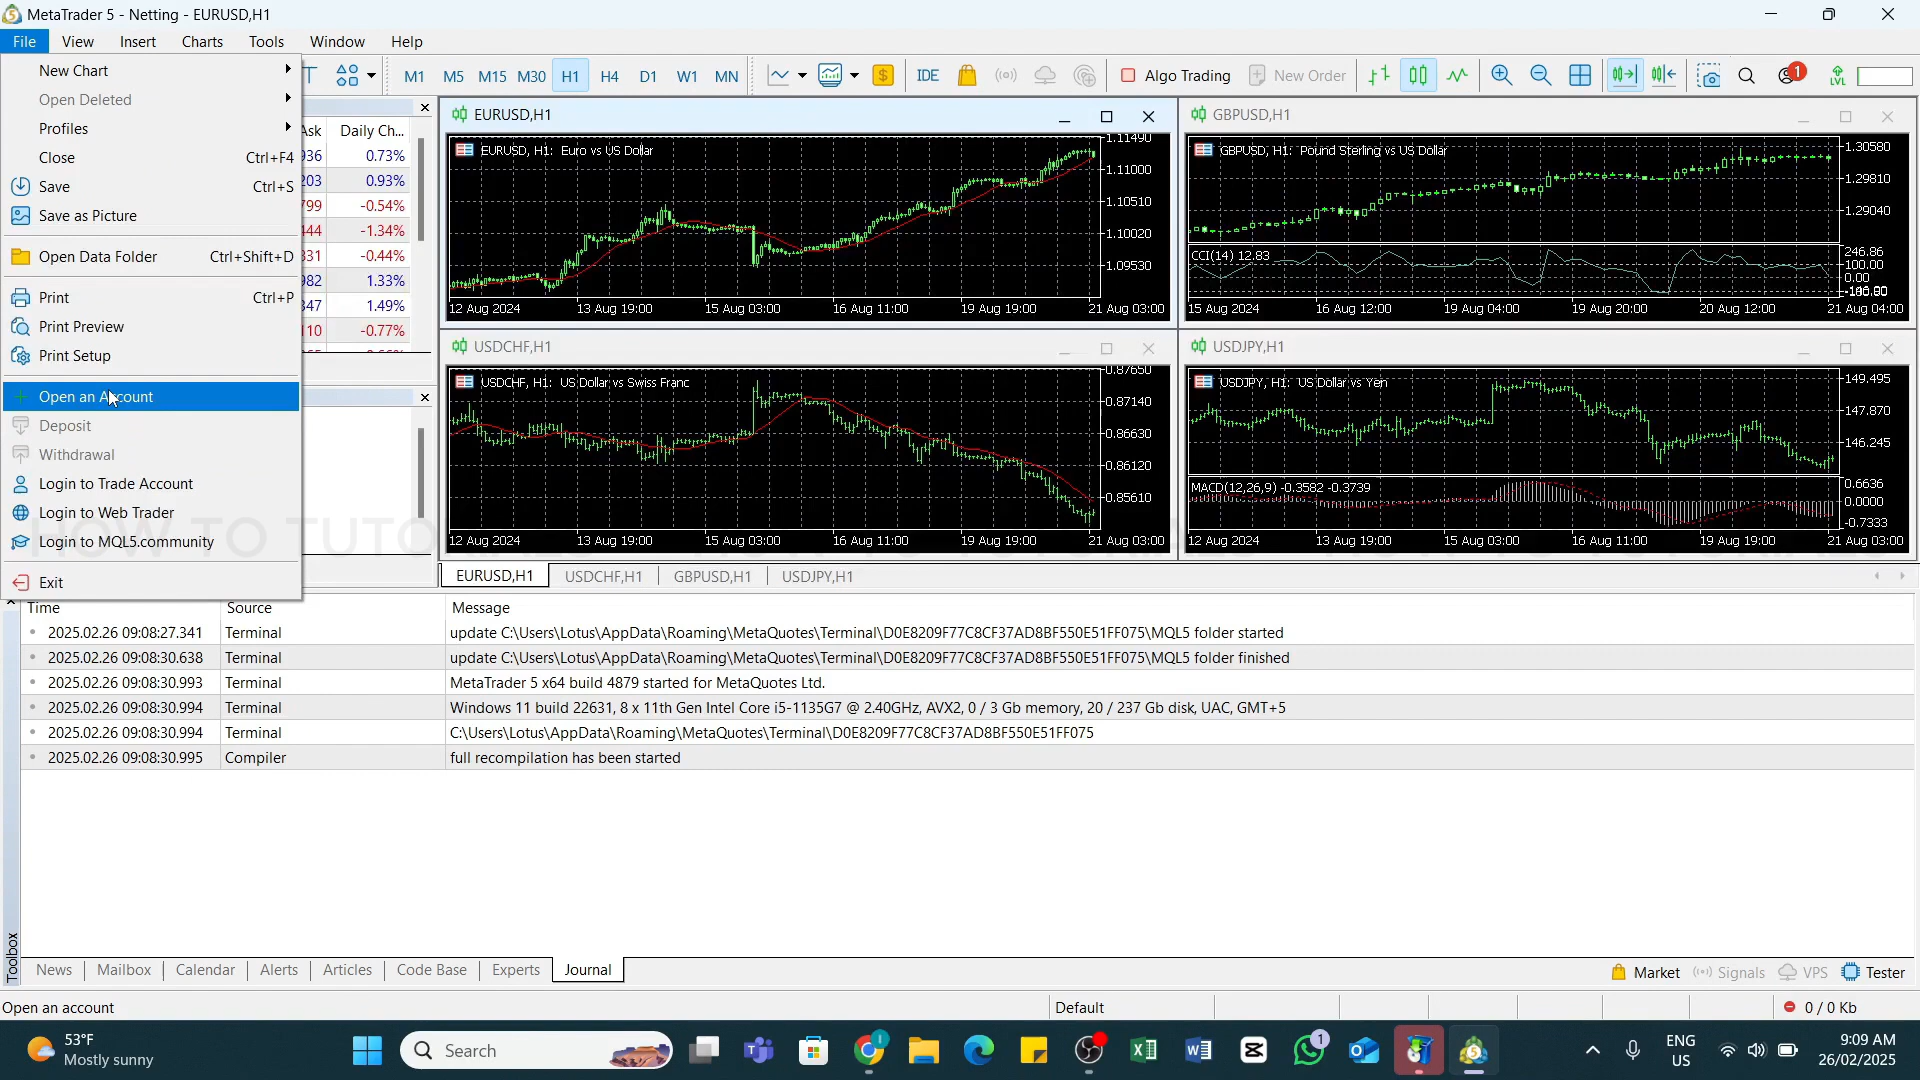 MetaTrader 5 - Netting - EURUSD,H1
File View Insert Charts Tools Window Help
M1 M5 M15 M30 H1 H4 D1 W1 MN IDE Algo Trading New Order 1 LVL
New Chart
Open Deleted
Profiles
Close Ctrl+F4
Save Ctrl+S
Save as Picture
Open Data Folder Ctrl+Shift+D
Print Ctrl+P
Print Preview
Print Setup
Open an Account
Deposit
Withdrawal
Login to Trade Account
Login to Web Trader
Login to MQL5.community
Exit
Ask Daily Ch...
936 0.73%
203 0.93%
799 -0.54%
444 -1.34%
331 -0.44%
982 1.33%
347 1.49%
110 -0.77%
EURUSD,H1
EURUSD, H1: Euro vs US Dollar
1.11490
1.11000
1.10510
1.10020
1.09530
12 Aug 2024 13 Aug 19:00 15 Aug 03:00 16 Aug 11:00 19 Aug 19:00 21 Aug 03:00
GBPUSD,H1
GBPUSD, H1: Pound Sterling vs US Dollar
1.30580
1.29810
1.29040
CCI(14) 12.83
246.86
100.00
0.00
15 Aug 2024 16 Aug 12:00 19 Aug 04:00 19 Aug 20:00 20 Aug 12:00 21 Aug 04:00
USDCHF,H1
USDCHF, H1: US Dollar vs Swiss Franc
0.87650
0.87140
0.86630
0.86120
0.85610
12 Aug 2024 13 Aug 19:00 15 Aug 03:00 16 Aug 11:00 19 Aug 19:00 21 Aug 03:00
USDJPY,H1
USDJPY, H1: US Dollar vs Yen
149.495
147.870
146.245
MACD(12,26,9) -0.3582 -0.3739
0.6636
0.0000
-0.7333
12 Aug 2024 13 Aug 19:00 15 Aug 03:00 16 Aug 11:00 19 Aug 19:00 21 Aug 03:00
HOW TO TUTO
EURUSD,H1 USDCHF,H1 GBPUSD,H1 USDJPY,H1
Time Source Message
2025.02.26 09:08:27.341 Terminal update C:\Users\Lotus\AppData\Roaming\MetaQuotes\Terminal\D0E8209F77C8CF37AD8BF550E51FF075\MQL5 folder started
2025.02.26 09:08:30.638 Terminal update C:\Users\Lotus\AppData\Roaming\MetaQuotes\Terminal\D0E8209F77C8CF37AD8BF550E51FF075\MQL5 folder finished
2025.02.26 09:08:30.993 Terminal MetaTrader 5 x64 build 4879 started for MetaQuotes Ltd.
2025.02.26 09:08:30.994 Terminal Windows 11 build 22631, 8 x 11th Gen Intel Core i5-1135G7 @ 2.40GHz, AVX2, 0 / 3 Gb memory, 20 / 237 Gb disk, UAC, GMT+5
2025.02.26 09:08:30.994 Terminal C:\Users\Lotus\AppData\Roaming\MetaQuotes\Terminal\D0E8209F77C8CF37AD8BF550E51FF075
2025.02.26 09:08:30.995 Compiler full recompilation has been started
Toolbox
News Mailbox Calendar Alerts Articles Code Base Experts Journal Market Signals VPS Tester
Open an account Default 0 / 0 Kb
53°F
Mostly sunny
Search
1
ENG
US
9:09 AM
26/02/2025